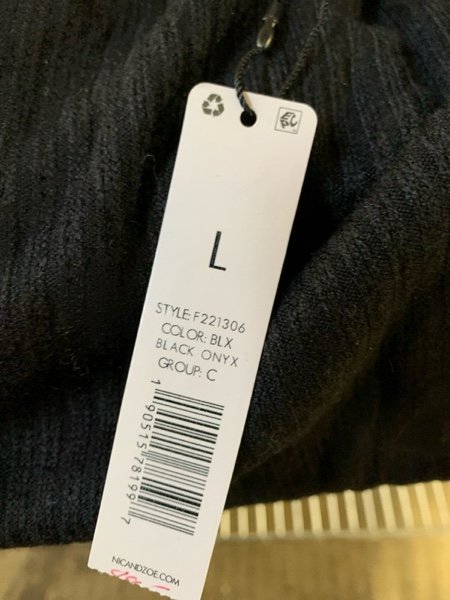 L
STYLE:F221306
COLOR: BLX
BLACK ONYX
GROUP: C
1 90515 78199 7
NICANDZOE.COM